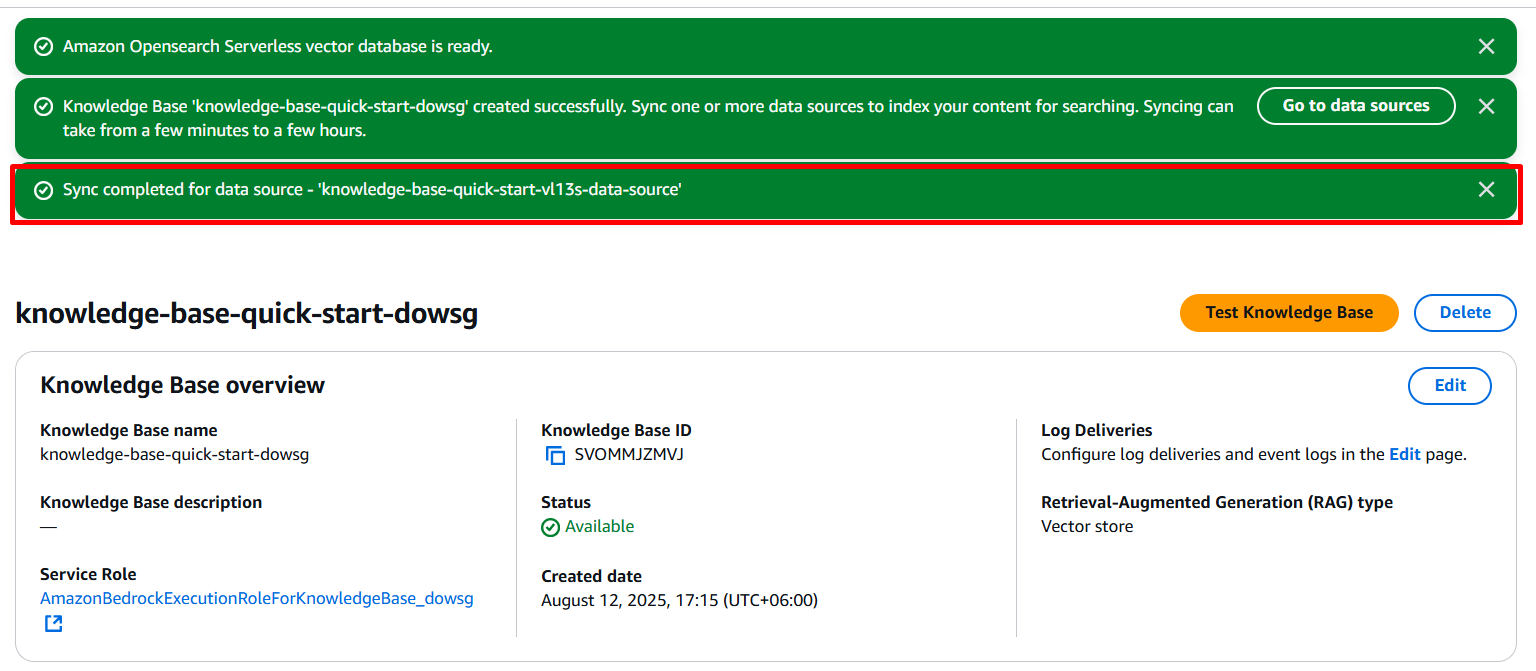 Amazon Opensearch Serverless vector database is ready.
Knowledge Base 'knowledge-base-quick-start-dowsg' created successfully. Sync one or more data sources to index your content for searching. Syncing can
take from a few minutes to a few hours.
Go to data sources
Sync completed for data source - 'knowledge-base-quick-start-vl13s-data-source'
knowledge-base-quick-start-dowsg
Test Knowledge Base
Delete
Knowledge Base overview
Edit
Knowledge Base name
knowledge-base-quick-start-dowsg
Knowledge Base description
—
Service Role
AmazonBedrockExecutionRoleForKnowledgeBase_dowsg
Knowledge Base ID
SVOMMJZMVJ
Status
Available
Created date
August 12, 2025, 17:15 (UTC+06:00)
Log Deliveries
Configure log deliveries and event logs in the Edit page.
Retrieval-Augmented Generation (RAG) type
Vector store